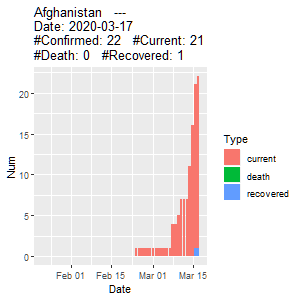 Afghanistan ---
Date: 2020-03-17
#Confirmed: 22 #Current: 21
#Death: 0 #Recovered: 1
Num
20
15
10
5
0
Feb 01 Feb 15 Mar 01 Mar 15
Date
Type
current
death
recovered